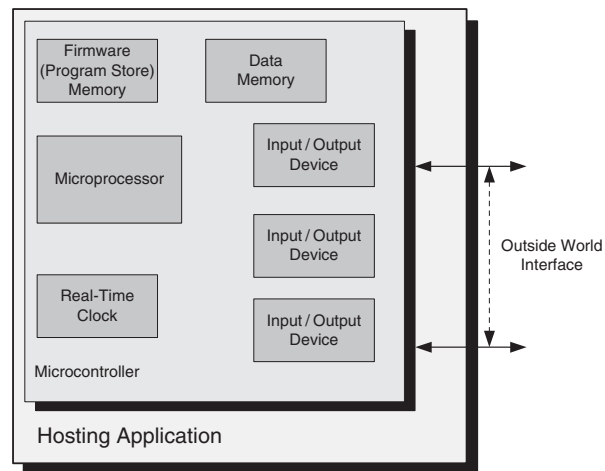 Firmware
(Program Store)
Memory
Data
Memory
Microprocessor
Input / Output
Device
Input / Output
Device
Real-Time
Clock
Input / Output
Device
Microcontroller
Hosting Application
Outside World
Interface